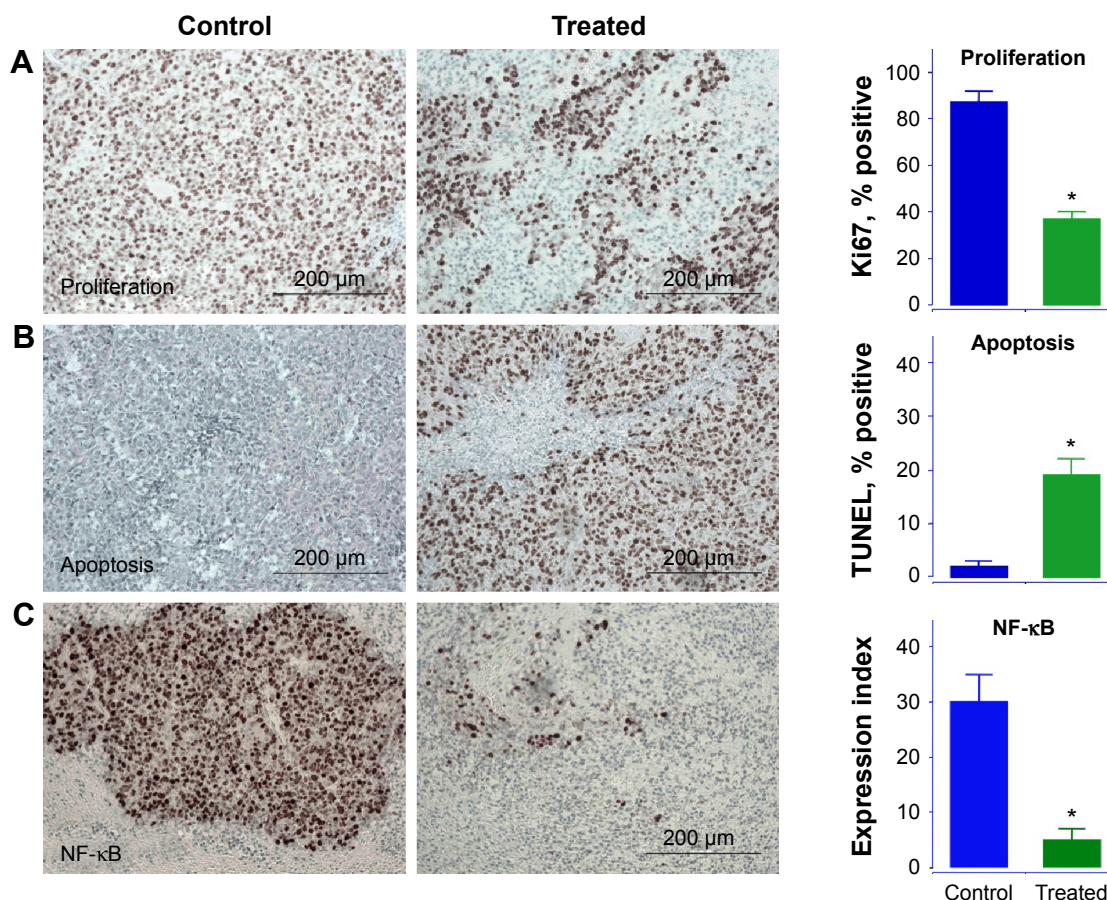 Control Treated
A
Proliferation
200 µm
200 µm
Proliferation
Ki67, % positive
100
80
60
40
20
0
*
B
Apoptosis
200 µm
200 µm
Apoptosis
TUNEL, % positive
40
30
20
10
0
*
C
NF-κB
200 µm
NF-κB
Expression index
40
30
20
10
0
*
Control Treated